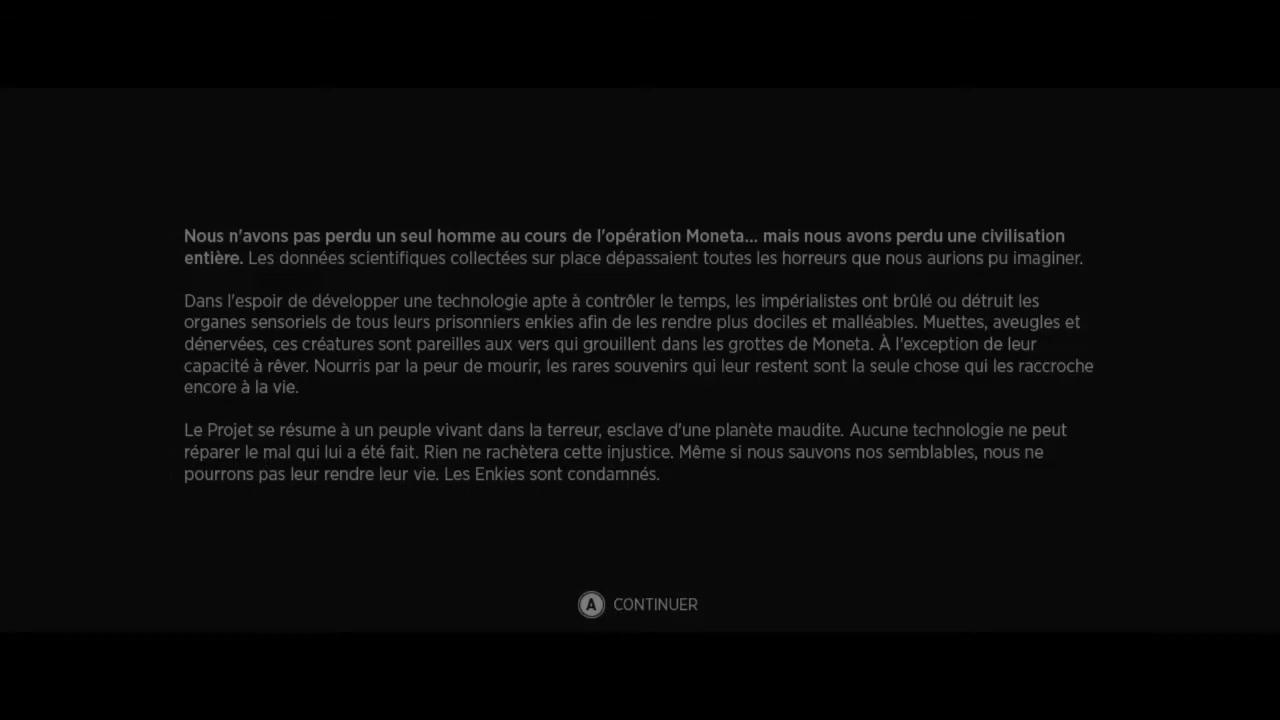 Nous n'avons pas perdu un seul homme au cours de l'opération Moneta... mais nous avons perdu une civilisation
entière. Les données scientifiques collectées sur place dépassaient toutes les horreurs que nous aurions pu imaginer.
Dans l'espoir de développer une technologie apte à contrôler le temps, les impérialistes ont brûlé ou détruit les
organes sensoriels de tous leurs prisonniers enkies afin de les rendre plus dociles et malléables. Muettes, aveugles et
dénervées, ces créatures sont pareilles aux vers qui grouillent dans les grottes de Moneta. À l'exception de leur
capacité à rêver. Nourris par la peur de mourir, les rares souvenirs qui leur restent sont la seule chose qui les raccroche
encore à la vie.
Le Projet se résume à un peuple vivant dans la terreur, esclave d'une planète maudite. Aucune technologie ne peut
réparer le mal qui lui a été fait. Rien ne rachètera cette injustice. Même si nous sauvons nos semblables, nous ne
pourrons pas leur rendre leur vie. Les Enkies sont condamnés.
A CONTINUER